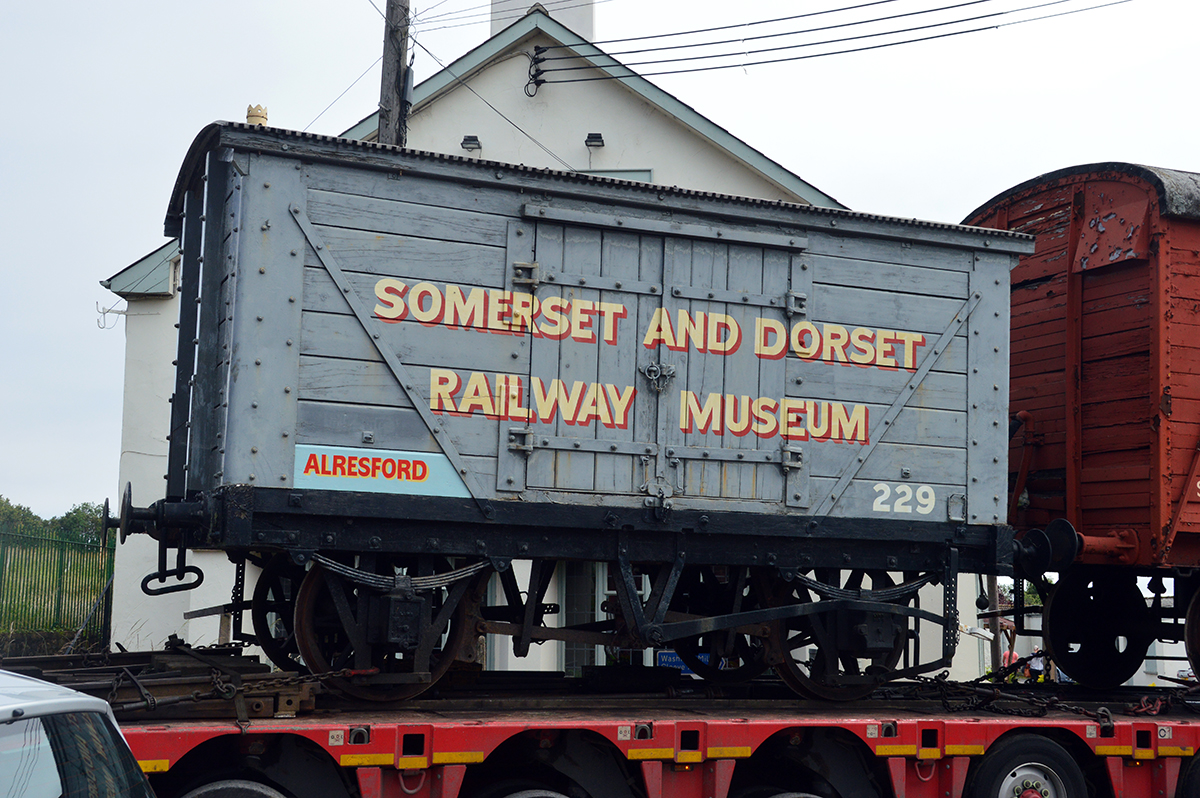 SOMERSET AND DORSET
RAILWAY MUSEUM
ALRESFORD
229